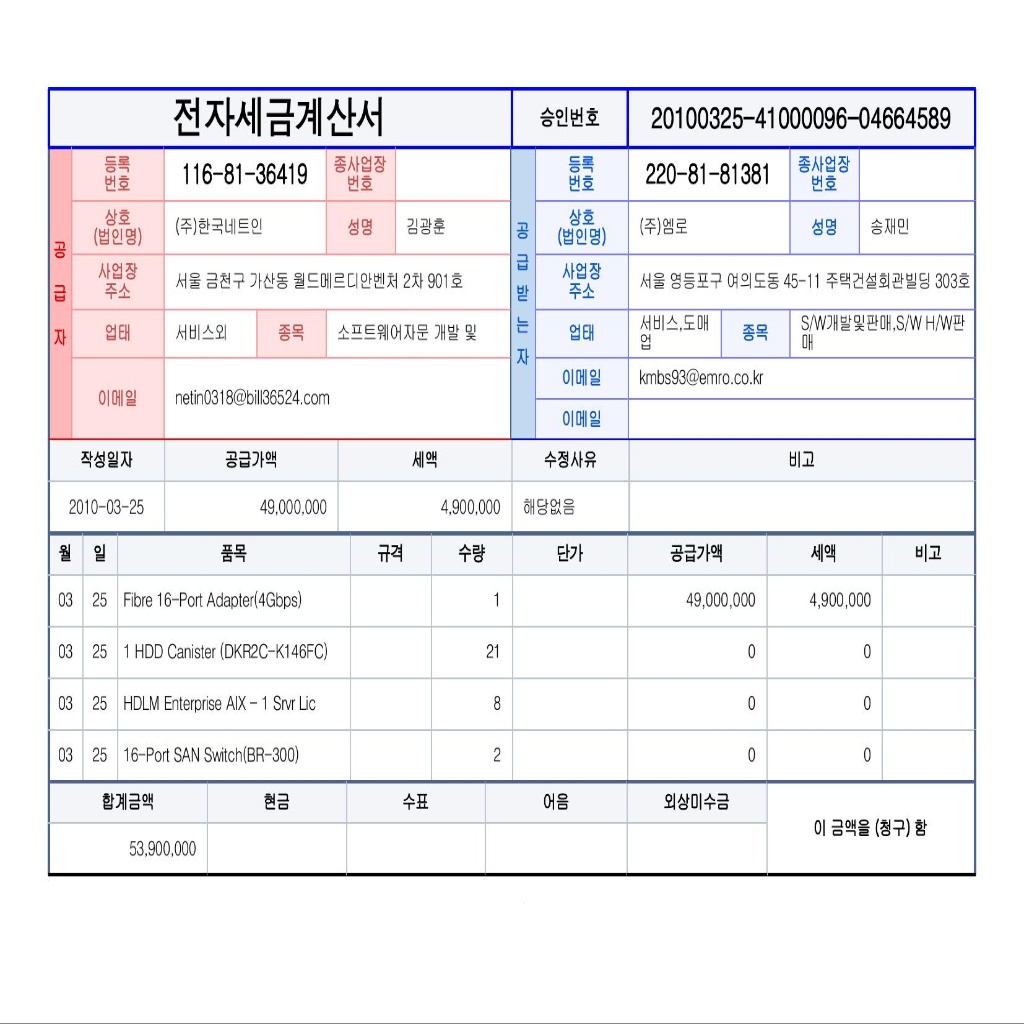 전자세금계산서 승인번호 20100325-41000096-04664589
공급자
등록번호 116-81-36419 종사업장번호
상호(법인명) (주)한국네트인 성명 김광훈
사업장주소 서울 금천구 가산동 월드메르디안벤처 2차 901호
업태 서비스외 종목 소프트웨어자문 개발 및
이메일 netin0318@bill36524.com
공급받는자
등록번호 220-81-81381 종사업장번호
상호(법인명) (주)엠로 성명 송재민
사업장주소 서울 영등포구 여의도동 45-11 주택건설회관빌딩 303호
업태 서비스,도매업 종목 S/W개발및판매,S/W H/W판매
이메일 kmbs93@emro.co.kr
이메일
작성일자 공급가액 세액 수정사유 비고
2010-03-25 49,000,000 4,900,000 해당없음
월 일 품목 규격 수량 단가 공급가액 세액 비고
03 25 Fibre 16-Port Adapter(4Gbps) 1 49,000,000 4,900,000
03 25 1 HDD Canister (DKR2C-K146FC) 21 0 0
03 25 HDLM Enterprise AIX - 1 Srvr Lic 8 0 0
03 25 16-Port SAN Switch(BR-300) 2 0 0
합계금액 현금 수표 어음 외상미수금 이 금액을 (청구) 함
53,900,000